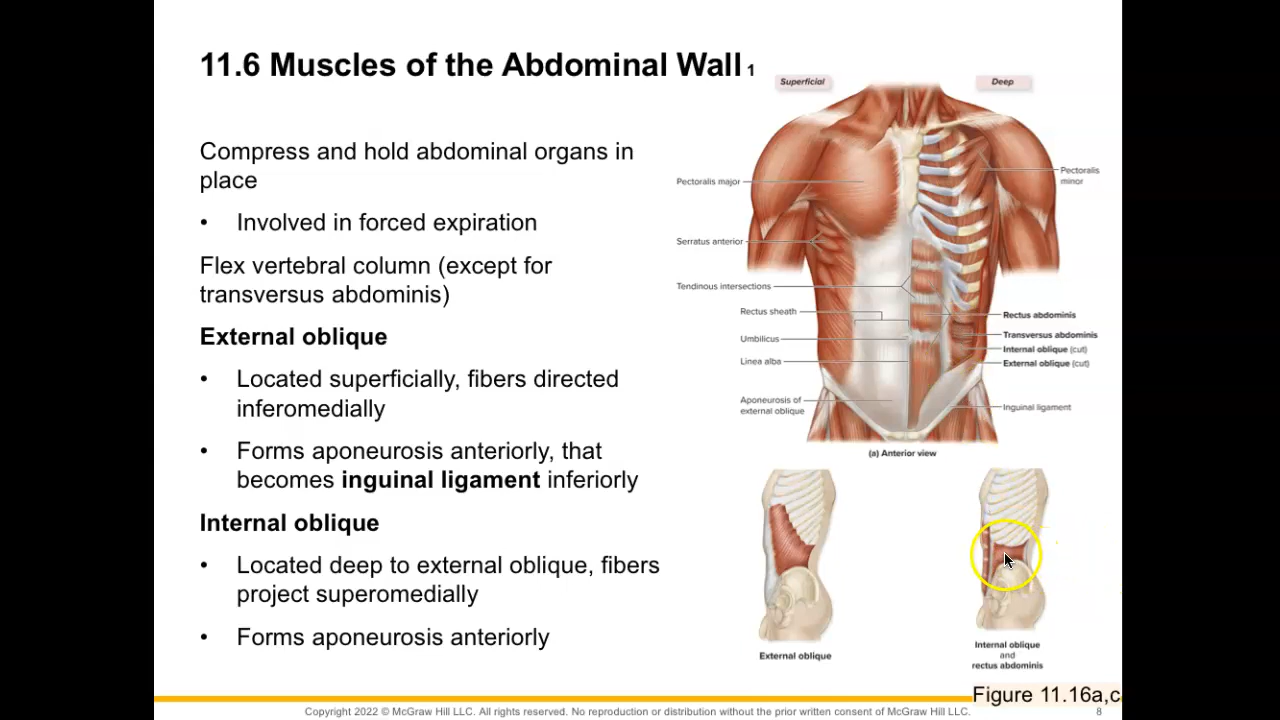 11.6 Muscles of the Abdominal Wall 1
Compress and hold abdominal organs in
place
• Involved in forced expiration
Flex vertebral column (except for
transversus abdominis)
External oblique
• Located superficially, fibers directed
inferomedially
• Forms aponeurosis anteriorly, that
becomes inguinal ligament inferiorly
Internal oblique
• Located deep to external oblique, fibers
project superomedially
• Forms aponeurosis anteriorly
Superficial
Deep
Pectoralis major
Serratus anterior
Tendinous intersections
Rectus sheath
Umbilicus
Linea alba
Aponeurosis of
external oblique
Pectoralis
minor
Rectus abdominis
Transversus abdominis
Internal oblique (cut)
External oblique (cut)
Inguinal ligament
(a) Anterior view
External oblique
Internal oblique
and
rectus abdominis
Figure 11.16a,c
Copyright 2022 © McGraw Hill LLC. All rights reserved. No reproduction or distribution without the prior written consent of McGraw Hill LLC.
8